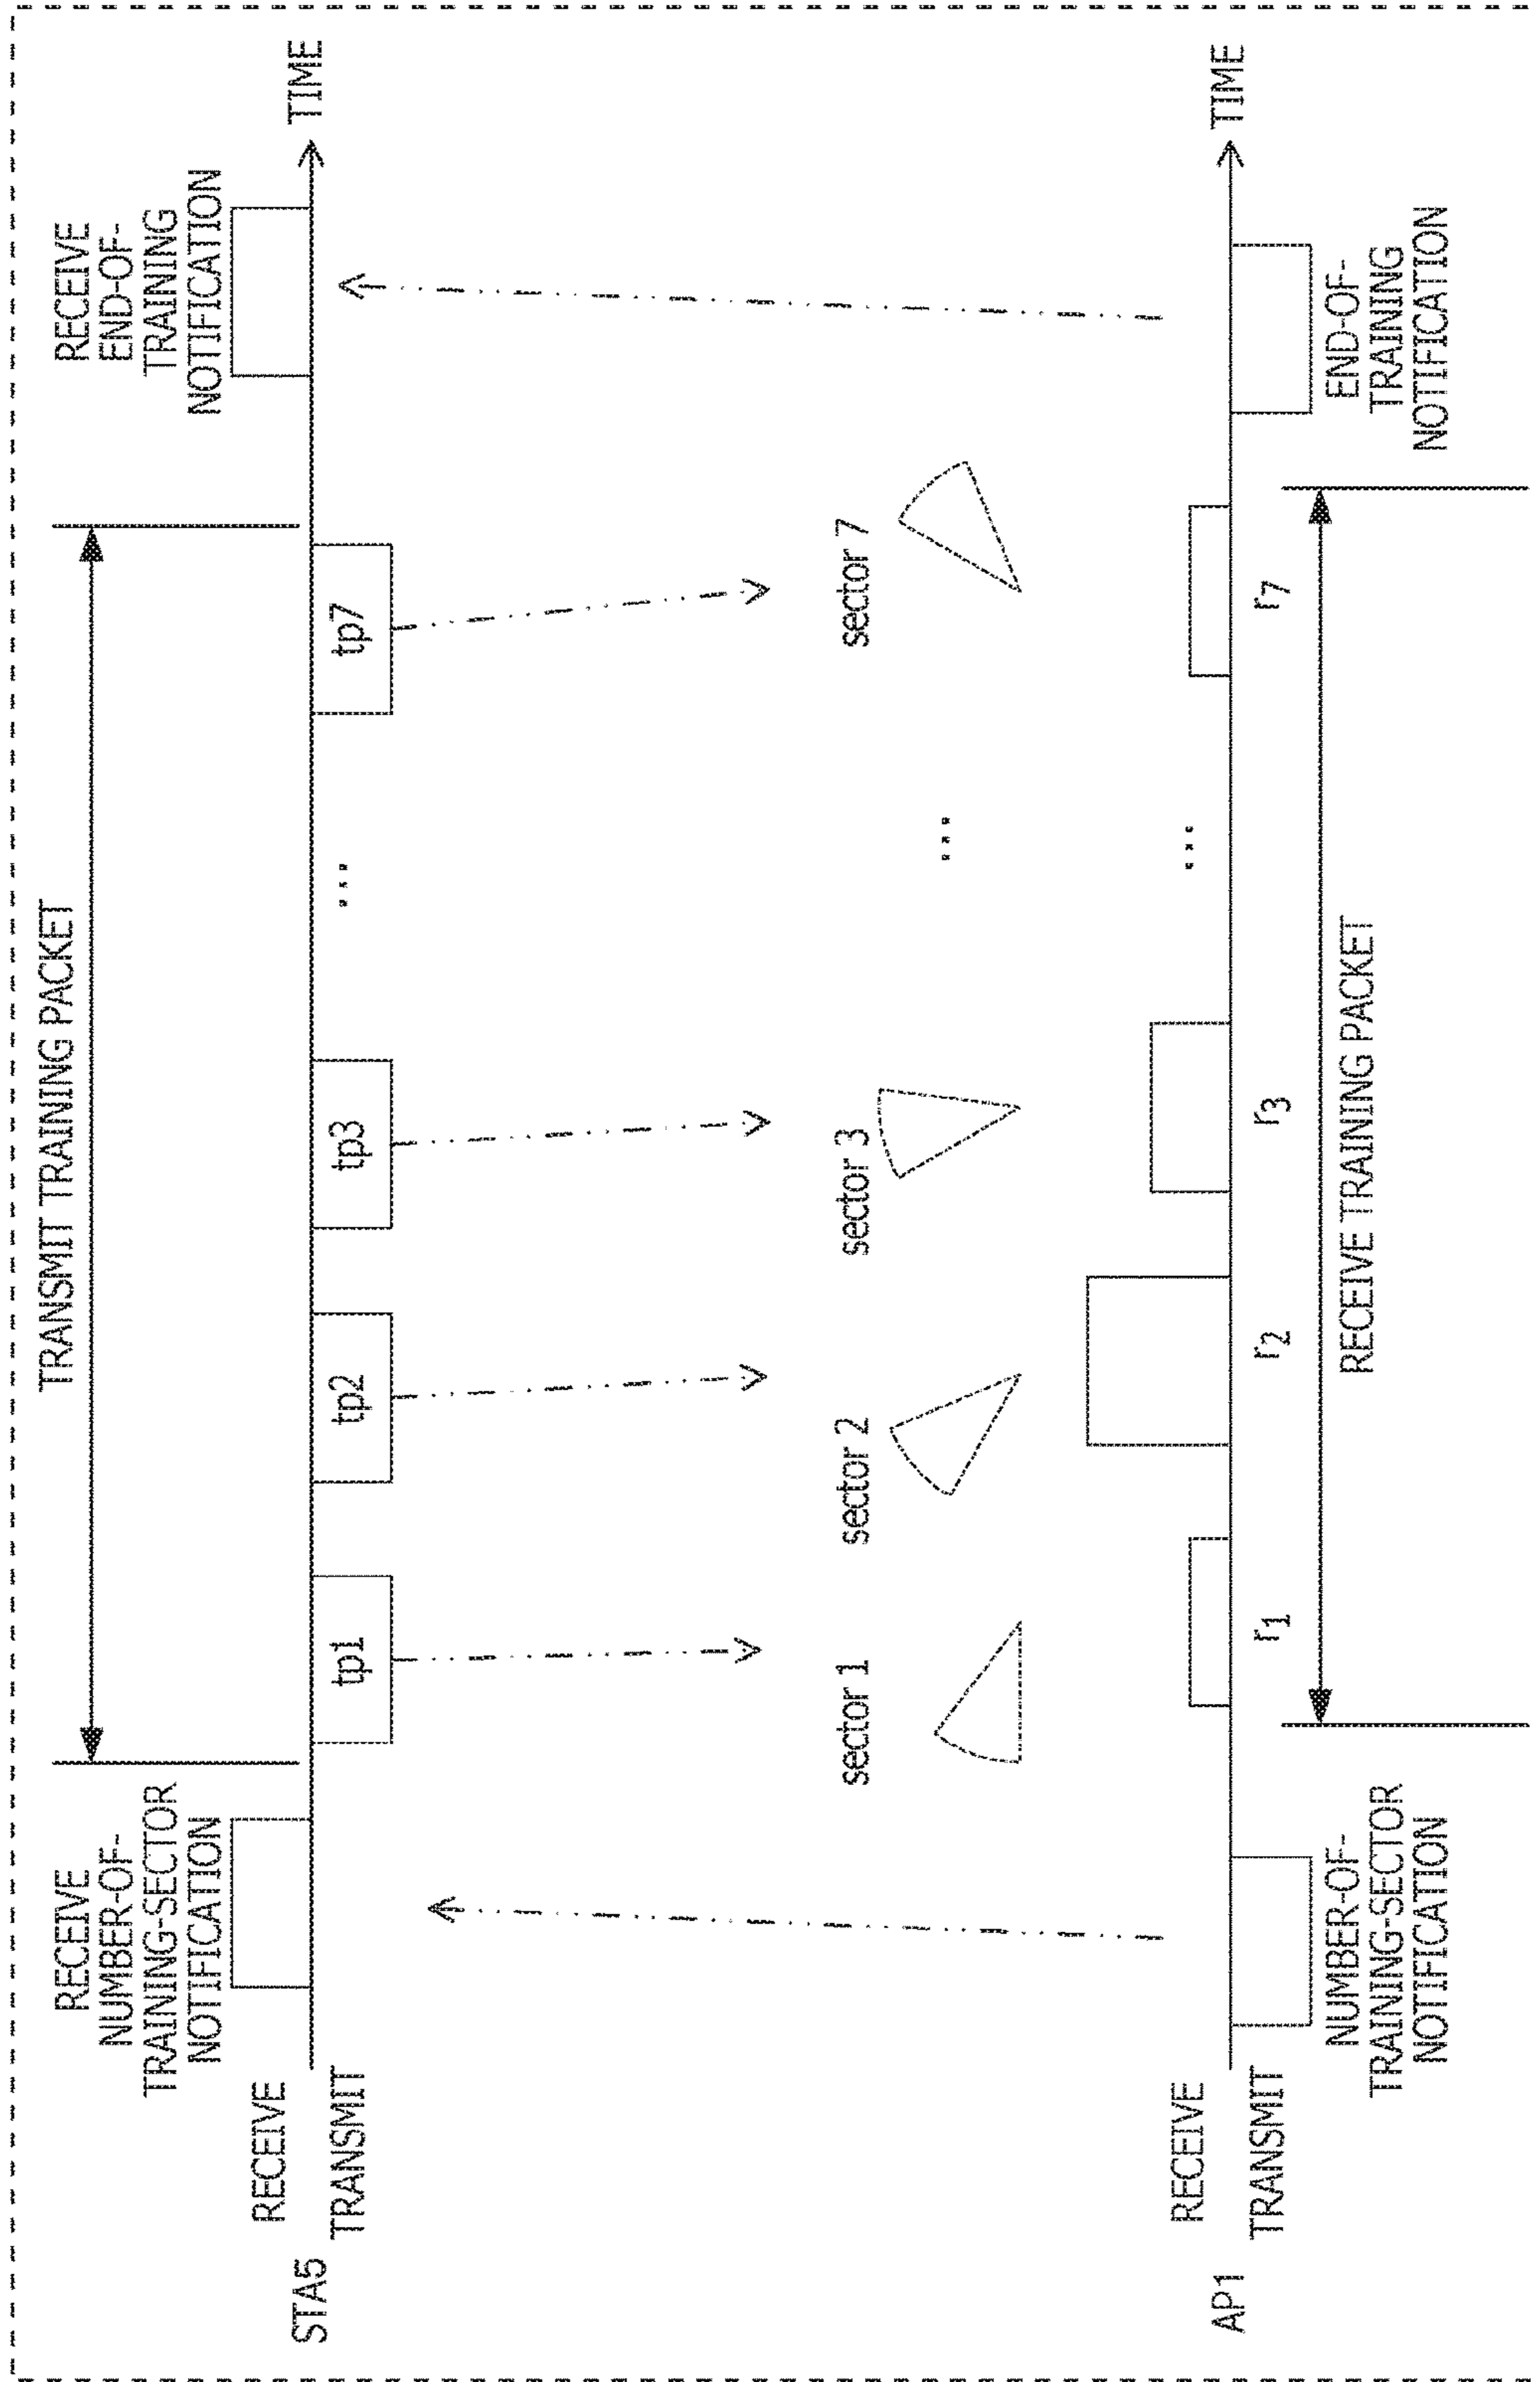 TRANSMIT TRAINING PACKET
RECEIVE
NUMBER-OF-
TRAINING-SECTOR
NOTIFICATION
RECEIVE
END-OF-
TRAINING
NOTIFICATION
RECEIVE
STA5
TRANSMIT
TIME
tp1
tp2
tp3
...
tp7
sector 1
sector 2
sector 3
...
sector 7
RECEIVE
AP1
TRANSMIT
...
TIME
r1
r2
r3
r7
NUMBER-OF-
TRAINING-SECTOR
NOTIFICATION
RECEIVE TRAINING PACKET
END-OF-
TRAINING
NOTIFICATION